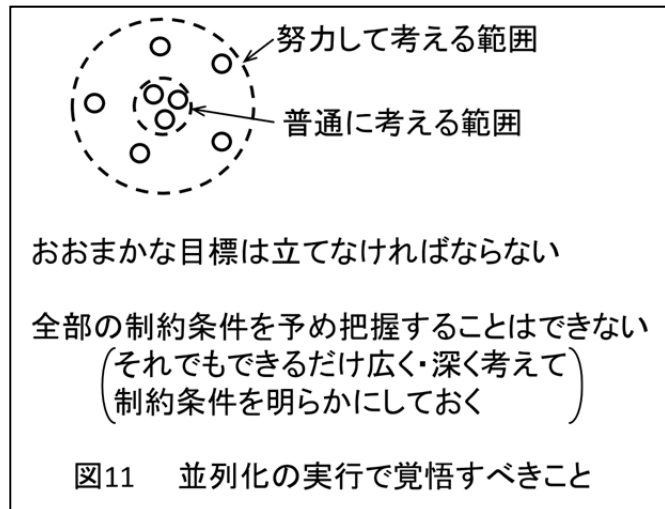 努力して考える範囲
普通に考える範囲
おおまかな目標は立てなければならない
全部の制約条件を予め把握することはできない
(それでもできるだけ広く・深く考えて
制約条件を明らかにしておく)
図11 並列化の実行で覚悟すべきこと